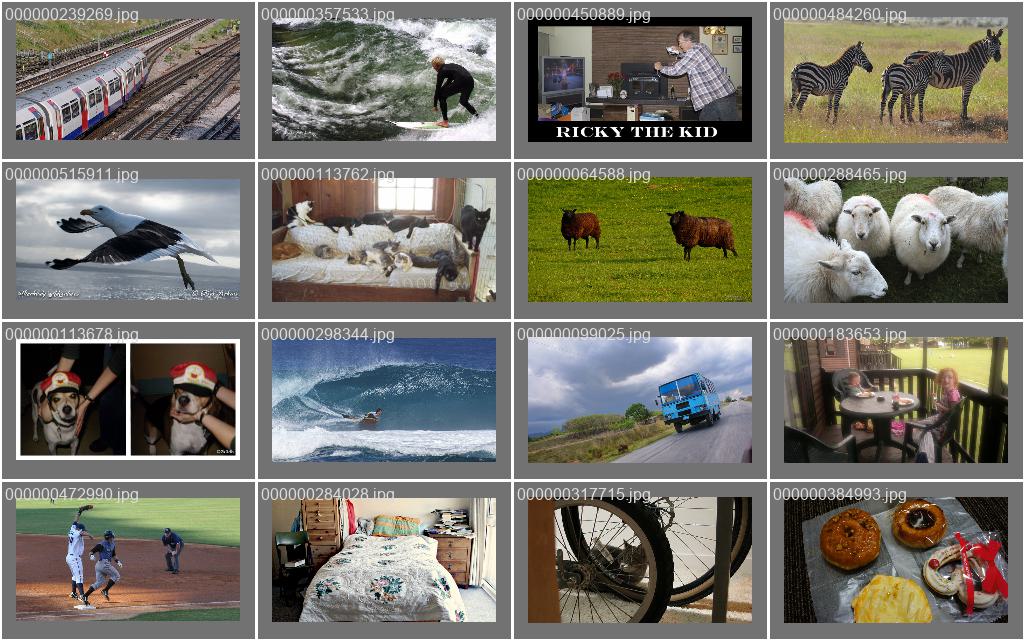 000000239269.jpg
000000357533.jpg
000000450889.jpg
000000484260.jpg
RICKY THE KID
000000515911.jpg
000000113762.jpg
000000064588.jpg
000000288465.jpg
000000113678.jpg
000000298344.jpg
000000099025.jpg
000000183653.jpg
000000472990.jpg
000000284028.jpg
000000317715.jpg
000000384993.jpg